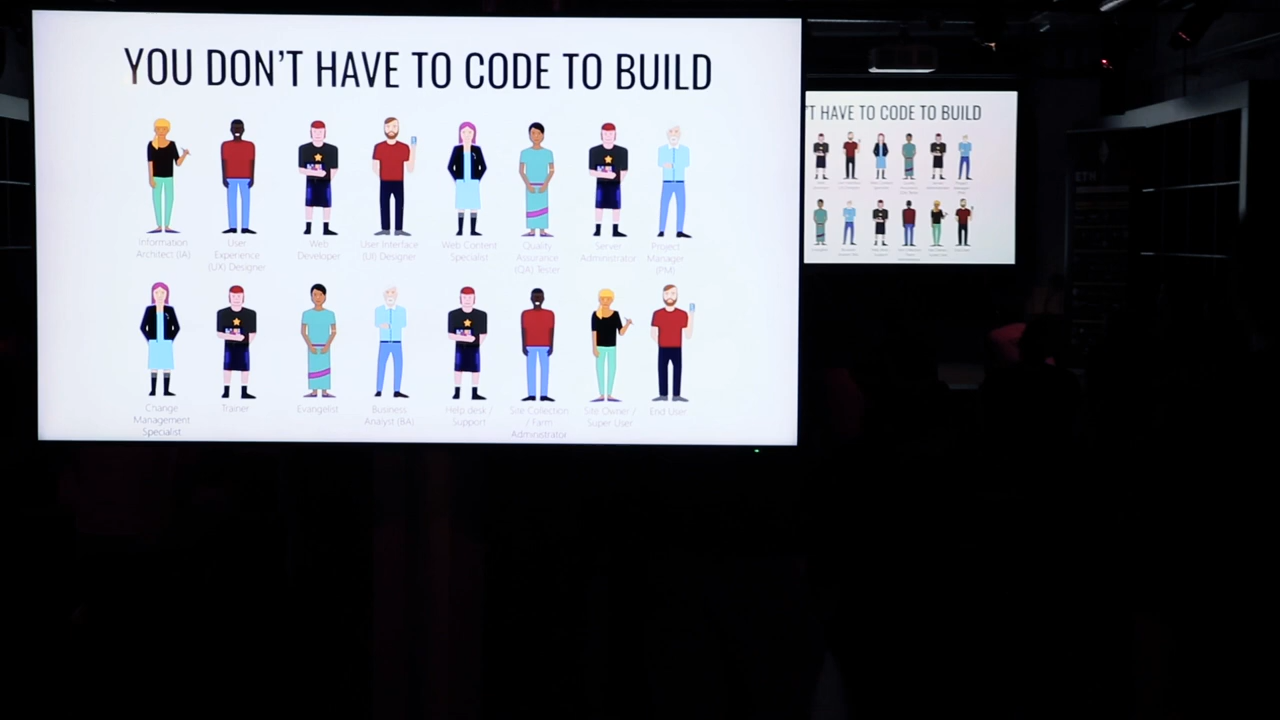 YOU DON'T HAVE TO CODE TO BUILD
Information
Architect (IA)
User
Experience
(UX) Designer
Web
Developer
User Interface
(UI) Designer
Web Content
Specialist
Quality
Assurance
(QA) Tester
Server
Administrator
Project
Manager
(PM)
Change
Management
Specialist
Trainer
Evangelist
Business
Analyst (BA)
Help desk /
Support
Site Collection
/ Farm
Administrator
Site Owner /
Super User
End User
'T HAVE TO CODE TO BUILD